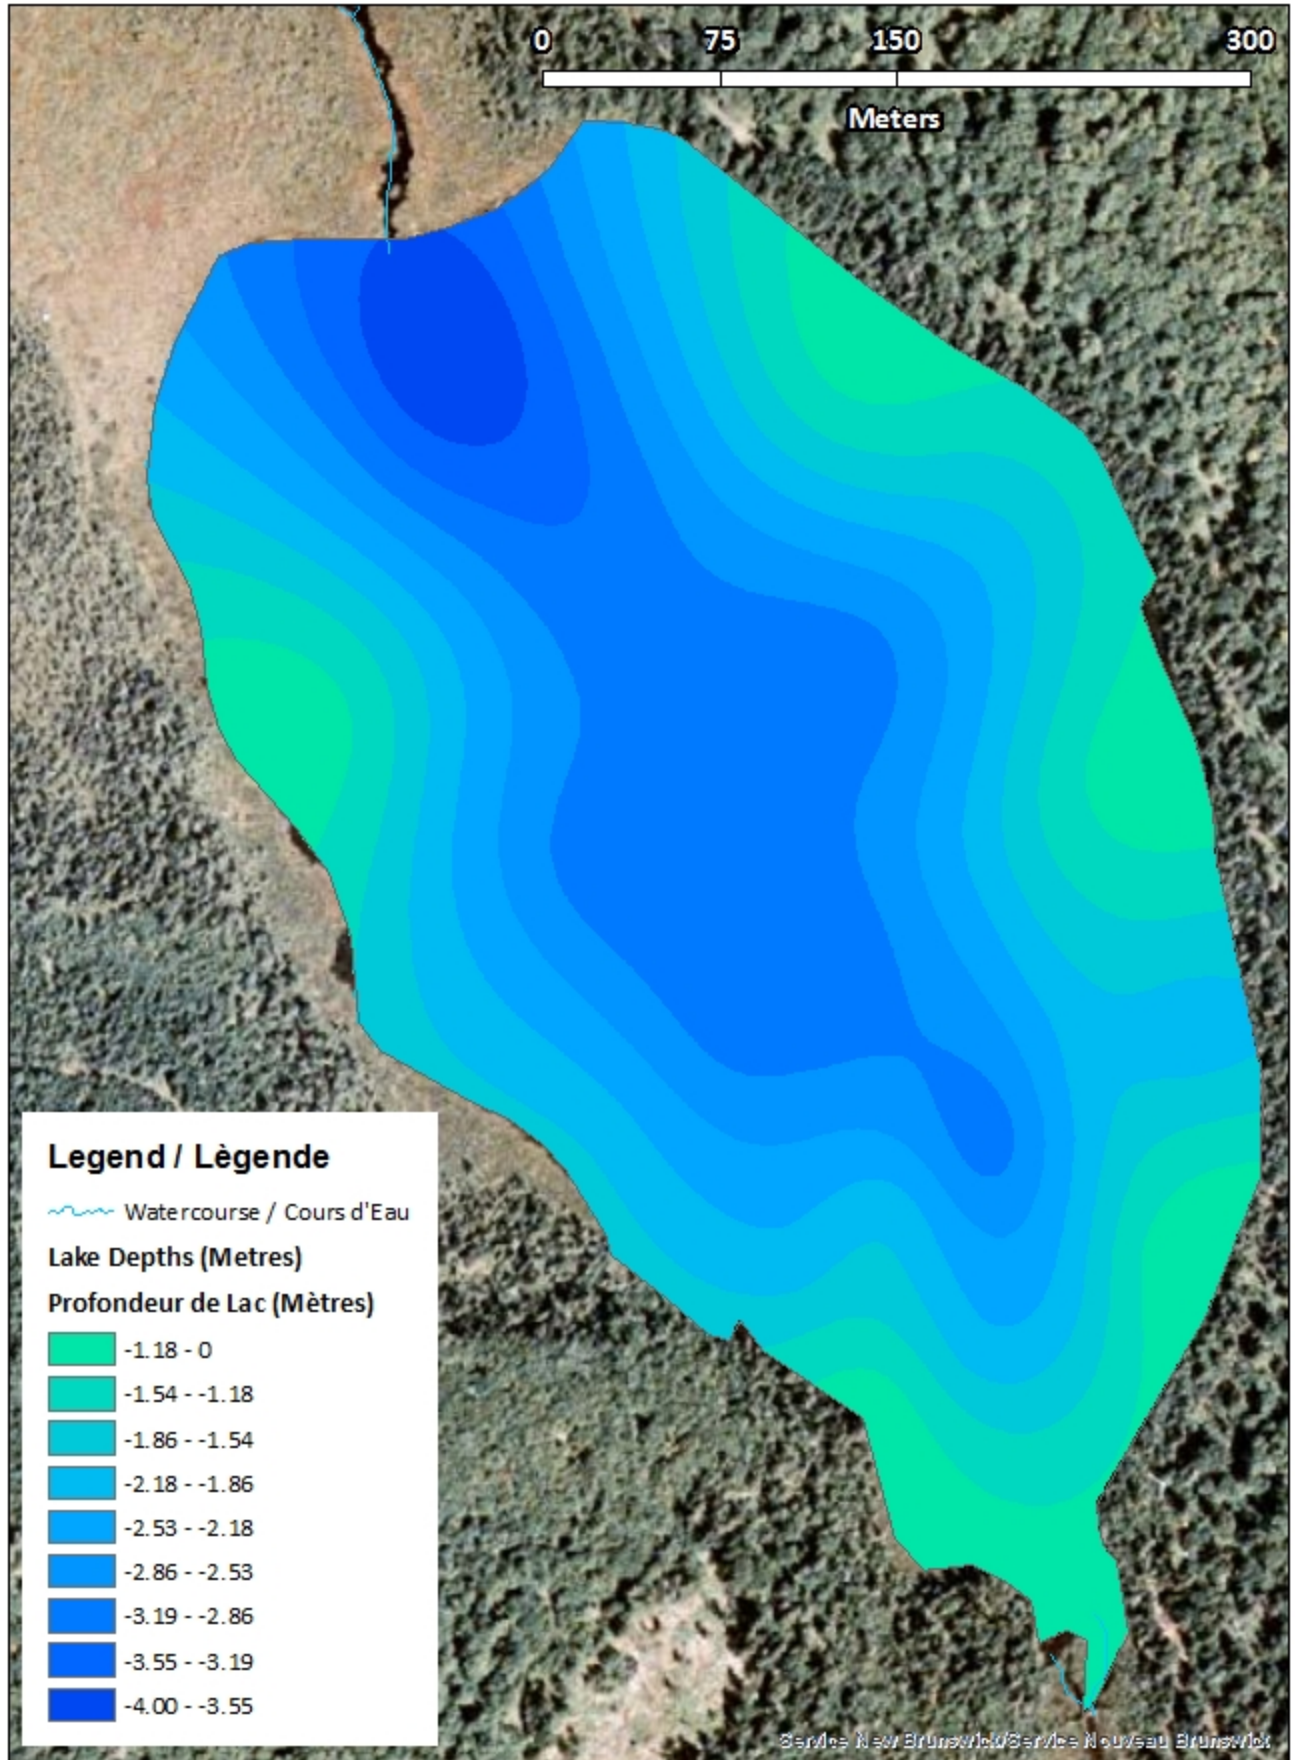 0 75 150 300
Meters
Legend / Lègende
Watercourse / Cours d'Eau
Lake Depths (Metres)
Profondeur de Lac (Mètres)
-1.18 - 0
-1.54 - -1.18
-1.86 - -1.54
-2.18 - -1.86
-2.53 - -2.18
-2.86 - -2.53
-3.19 - -2.86
-3.55 - -3.19
-4.00 - -3.55
Service New Brunswick/Service Nouveau Brunswick